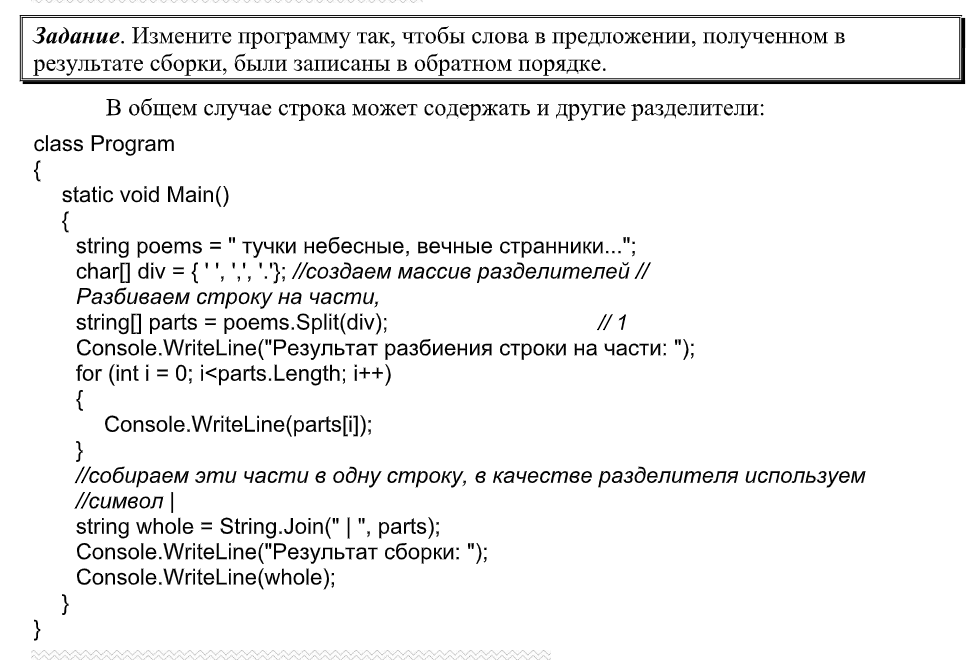 Задание. Измените программу так, чтобы слова в предложении, полученном в
результате сборки, были записаны в обратном порядке.
В общем случае строка может содержать и другие разделители:
class Program
{
static void Main()
{
string poems = " тучки небесные, вечные странники...";
char[] div = { ' ', ',', '.'}; //создаем массив разделителей //
Разбиваем строку на части,
string[] parts = poems.Split(div); // 1
Console.WriteLine("Результат разбиения строки на части: ");
for (int i = 0; i<parts.Length; i++)
{
Console.WriteLine(parts[i]);
}
//собираем эти части в одну строку, в качестве разделителя используем
//символ |
string whole = String.Join(" | ", parts);
Console.WriteLine("Результат сборки: ");
Console.WriteLine(whole);
}
}